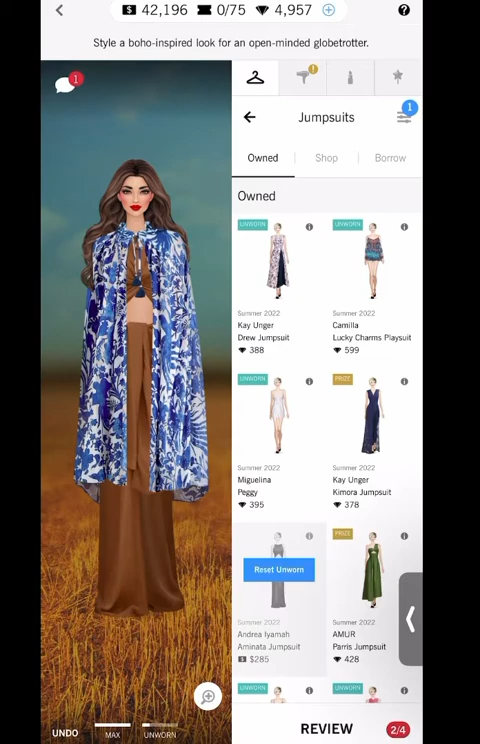 42,196 0/75 4,957
Style a boho-inspired look for an open-minded globetrotter.
1
!
1
Jumpsuits
Owned Shop Borrow
Owned
UNWORN
UNWORN
Summer 2022
Kay Unger
Drew Jumpsuit
388
Summer 2022
Camilla
Lucky Charms Playsuit
599
UNWORN
PRIZE
Summer 2022
Miguelina
Peggy
395
Summer 2022
Kay Unger
Kimora Jumpsuit
378
PRIZE
Reset Unworn
Summer 2022
Andrea Iyamah
Aminata Jumpsuit
$285
Summer 2022
AMUR
Parris Jumpsuit
428
UNWORN
UNWORN
UNDO MAX UNWORN
REVIEW 2/4